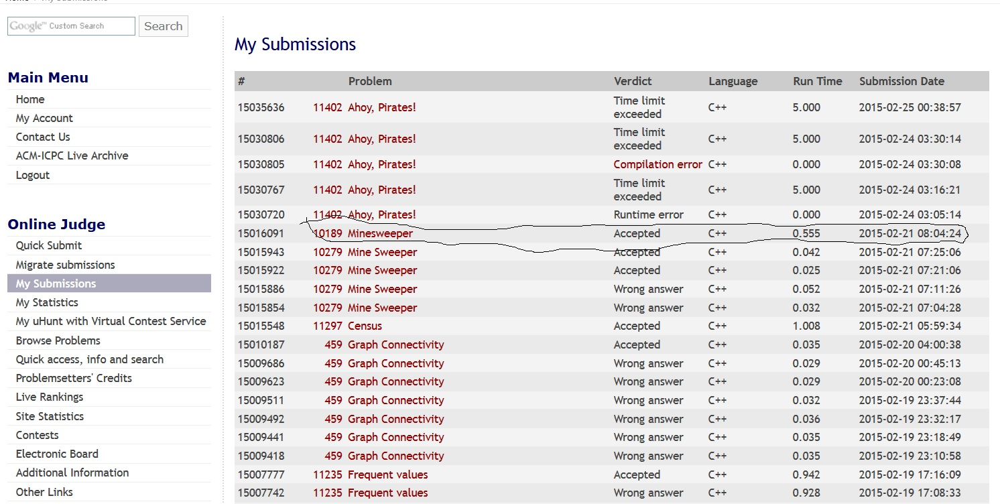 Google™ Custom Search
Search
Main Menu
Home
My Account
Contact Us
ACM-ICPC Live Archive
Logout
Online Judge
Quick Submit
Migrate submissions
My Submissions
My Statistics
My uHunt with Virtual Contest Service
Browse Problems
Quick access, info and search
Problemsetters' Credits
Live Rankings
Site Statistics
Contests
Electronic Board
Additional Information
Other Links
My Submissions
# Problem Verdict Language Run Time Submission Date
15035636 11402 Ahoy, Pirates! Time limit exceeded C++ 5.000 2015-02-25 00:38:57
15030806 11402 Ahoy, Pirates! Time limit exceeded C++ 5.000 2015-02-24 03:30:14
15030805 11402 Ahoy, Pirates! Compilation error C++ 0.000 2015-02-24 03:30:08
15030767 11402 Ahoy, Pirates! Time limit exceeded C++ 5.000 2015-02-24 03:16:21
15030720 11402 Ahoy, Pirates! Runtime error C++ 0.000 2015-02-24 03:05:14
15016091 10189 Minesweeper Accepted C++ 0.555 2015-02-21 08:04:24
15015943 10279 Mine Sweeper Accepted C++ 0.042 2015-02-21 07:25:06
15015922 10279 Mine Sweeper Accepted C++ 0.025 2015-02-21 07:21:06
15015886 10279 Mine Sweeper Wrong answer C++ 0.052 2015-02-21 07:11:26
15015854 10279 Mine Sweeper Wrong answer C++ 0.032 2015-02-21 07:04:28
15015548 11297 Census Accepted C++ 1.008 2015-02-21 05:59:34
15010187 459 Graph Connectivity Accepted C++ 0.035 2015-02-20 04:00:38
15009686 459 Graph Connectivity Wrong answer C++ 0.029 2015-02-20 00:45:13
15009623 459 Graph Connectivity Wrong answer C++ 0.029 2015-02-20 00:23:08
15009511 459 Graph Connectivity Wrong answer C++ 0.032 2015-02-19 23:37:44
15009492 459 Graph Connectivity Wrong answer C++ 0.036 2015-02-19 23:32:17
15009441 459 Graph Connectivity Wrong answer C++ 0.035 2015-02-19 23:18:49
15009418 459 Graph Connectivity Wrong answer C++ 0.035 2015-02-19 23:10:58
15007777 11235 Frequent values Accepted C++ 0.942 2015-02-19 17:16:09
15007742 11235 Frequent values Wrong answer C++ 0.928 2015-02-19 17:08:33